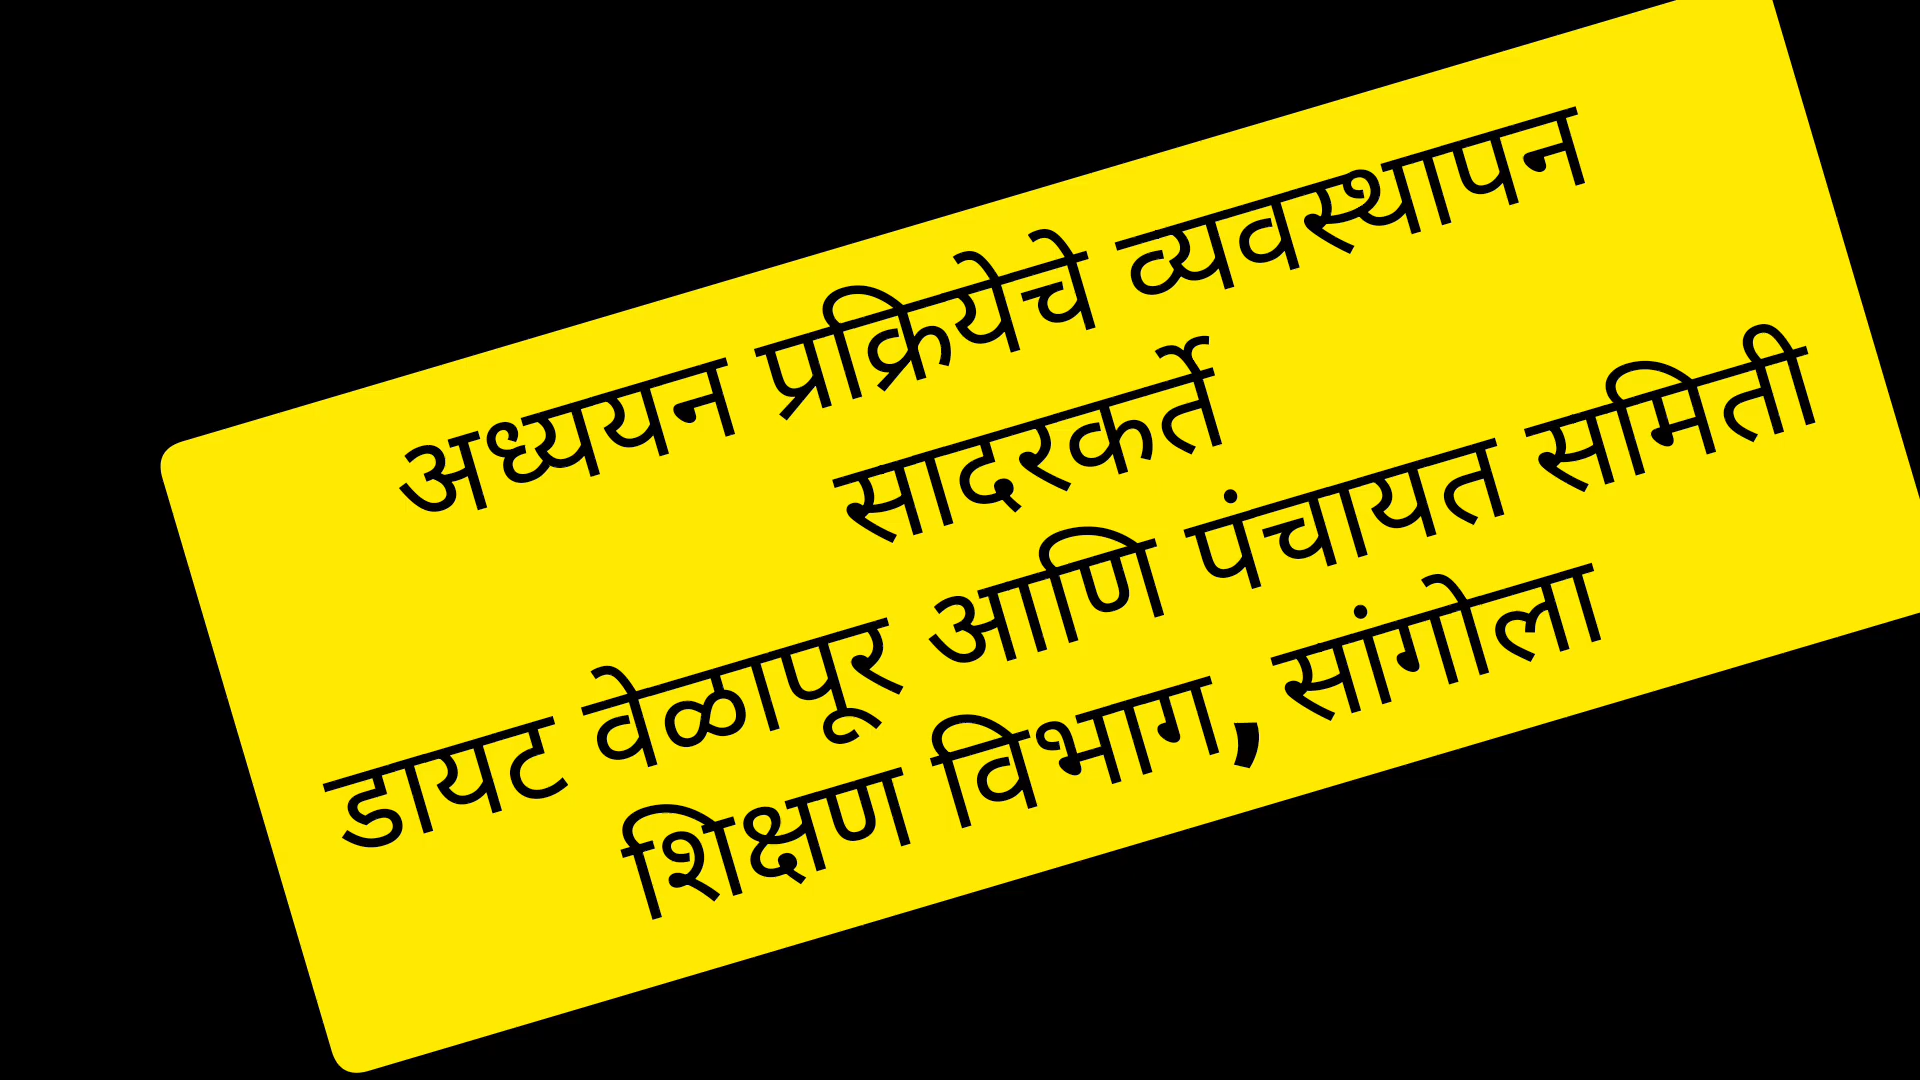 अध्ययन प्रक्रियेचे व्यवस्थापन
सादरकर्ते
डायट वेळापूर आणि पंचायत समिती
शिक्षण विभाग, सांगोला